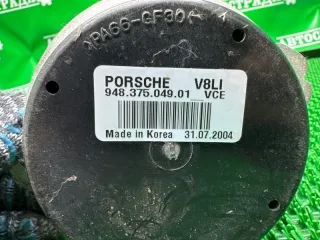 >PA66-GF30<
PORSCHE V8LI
948.375.049.01 VCE
Made in Korea 31.07.2004